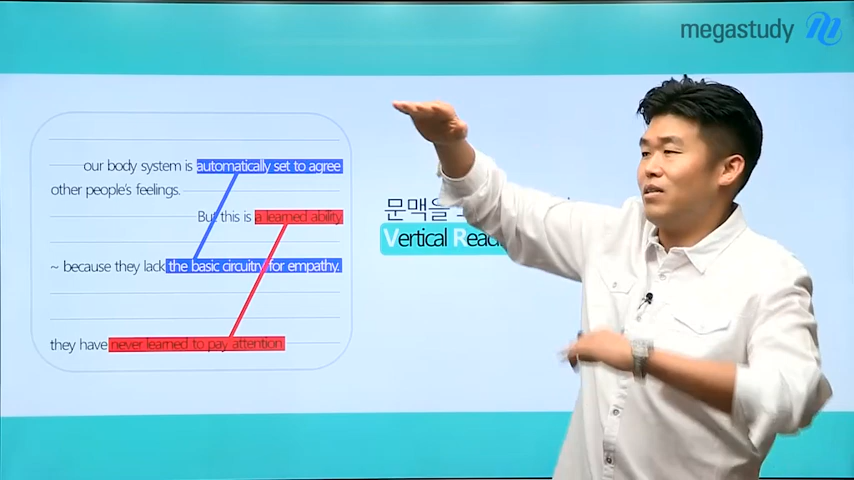 megastudy
our body system is automatically set to agree
other people's feelings.
But this is a learned ability
~ because they lack the basic circuitry for empathy.
they have never learned to pay attention.
문맥을
Vertical